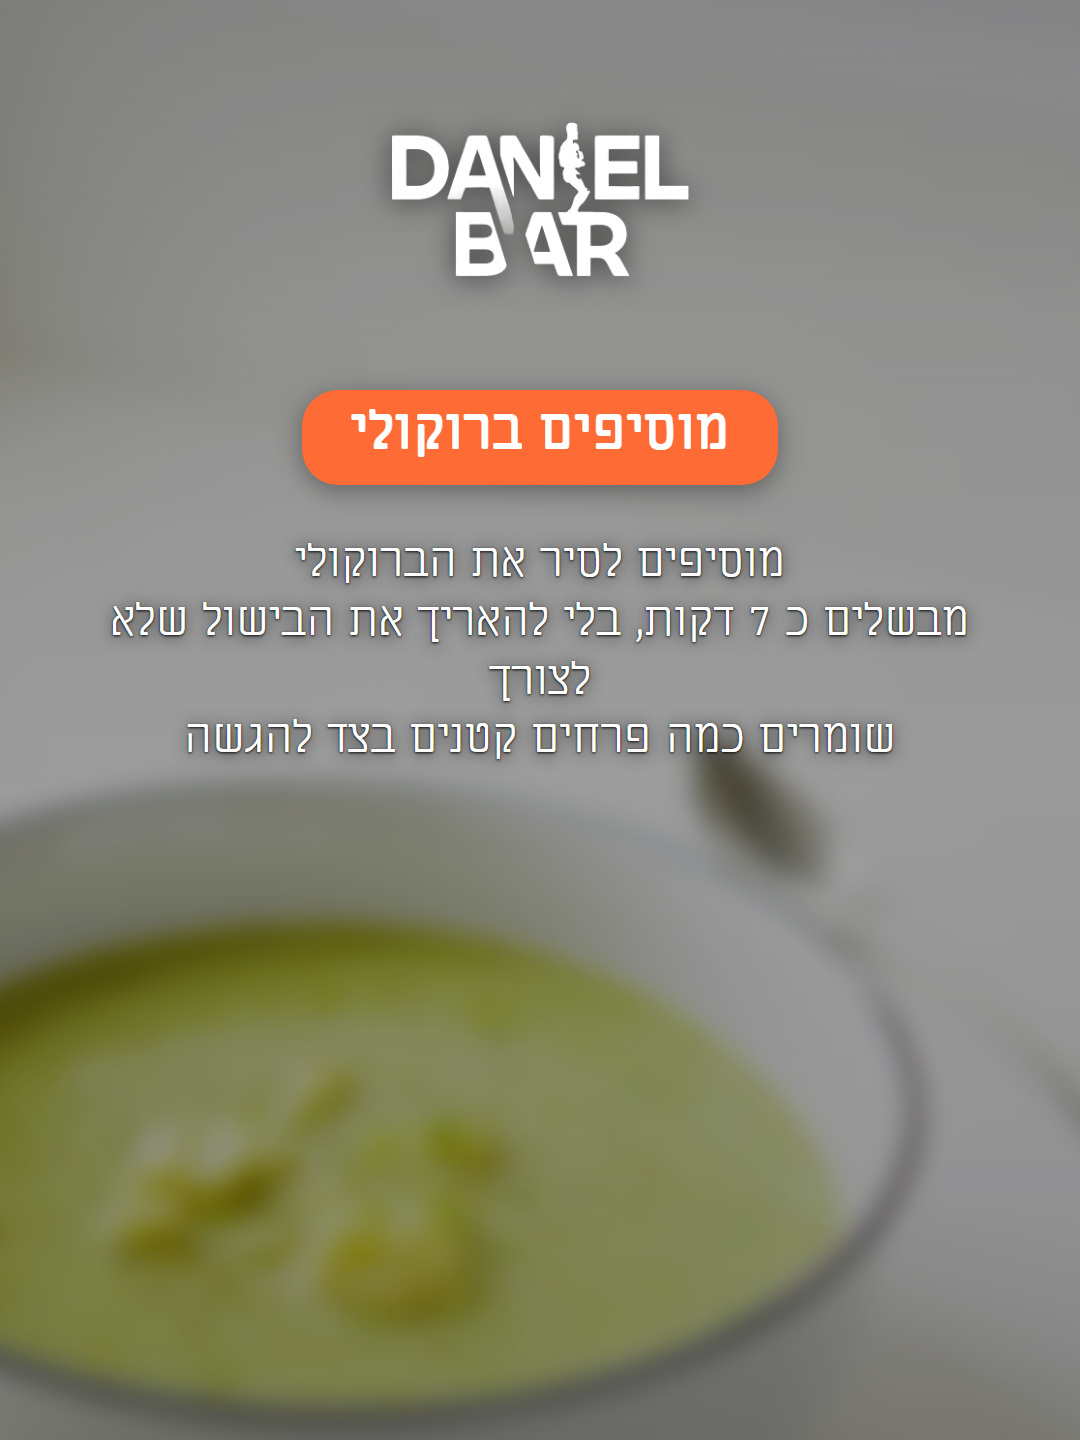 DANIEL
BAR
מוסיפים ברוקולי
מוסיפים לסיר את הברוקולי
מבשלים כ 7 דקות, בלי להאריך את הבישול שלא
לצורך
שומרים כמה פרחים קטנים בצד להגשה